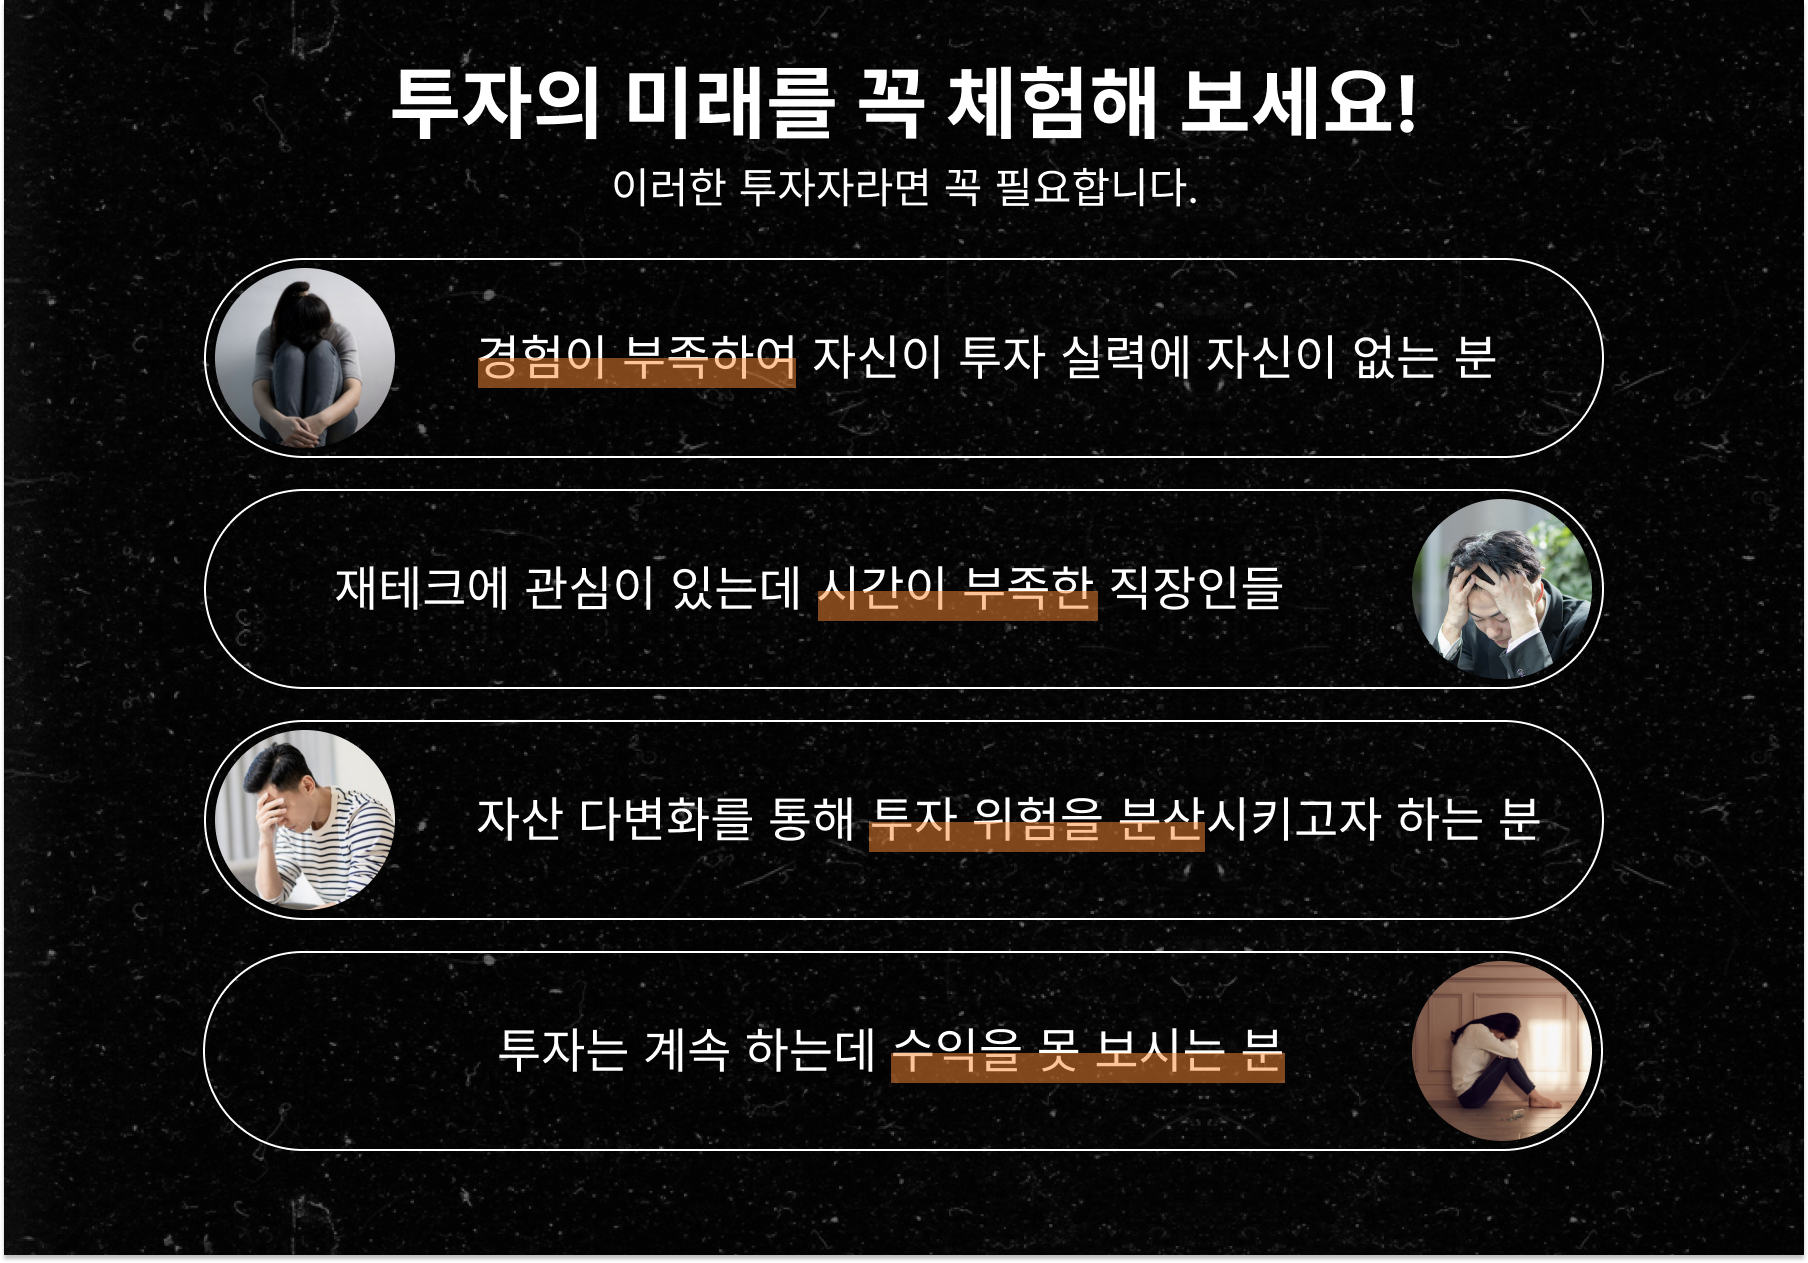 투자의 미래를 꼭 체험해 보세요!
이러한 투자자라면 꼭 필요합니다.
경험이 부족하여 자신이 투자 실력에 자신이 없는 분
재테크에 관심이 있는데 시간이 부족한 직장인들
자산 다변화를 통해 투자 위험을 분산시키고자 하는 분
투자는 계속 하는데 수익을 못 보시는 분